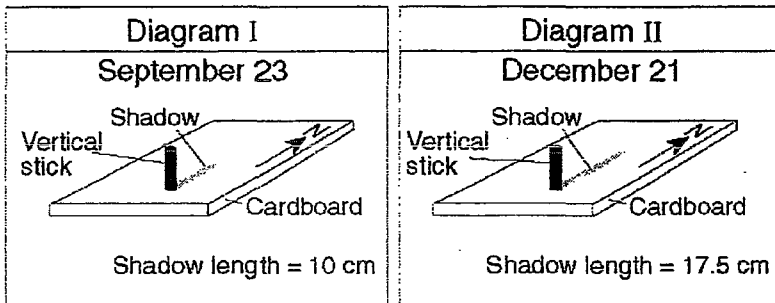 Diagram I
September 23
Shadow
Vertical
stick
N
Cardboard
Shadow length = 10 cm
Diagram II
December 21
Shadow
Vertical
stick
N
Cardboard
Shadow length = 17.5 cm